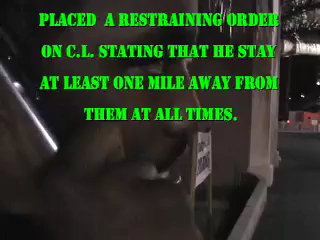 PLACED A RESTRAINING ORDER
ON C.L. STATING THAT HE STAY
AT LEAST ONE MILE AWAY FROM
THEM AT ALL TIMES.